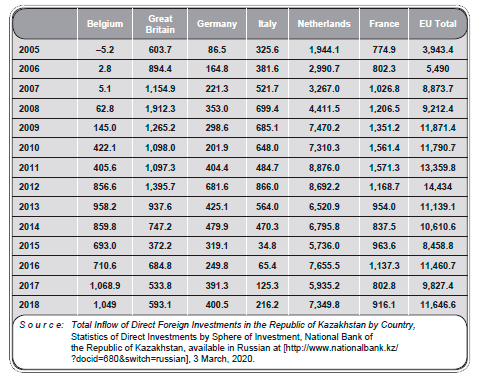 Belgium Great Britain Germany Italy Netherlands France EU Total
2005 –5.2 603.7 86.5 325.6 1,944.1 774.9 3,943.4
2006 2.8 894.4 164.8 381.6 2,990.7 802.3 5,490
2007 5.1 1,154.9 221.3 521.7 3,267.0 1,026.8 8,873.7
2008 62.8 1,912.3 353.0 699.4 4,411.5 1,206.5 9,212.4
2009 145.0 1,265.2 298.6 685.1 7,470.2 1,351.2 11,871.4
2010 422.1 1,098.0 201.9 648.0 7,310.3 1,561.4 11,790.7
2011 405.6 1,097.3 404.4 484.7 8,876.0 1,571.3 13,359.8
2012 856.6 1,395.7 681.6 866.0 8,692.2 1,168.7 14,434
2013 958.2 937.6 425.1 564.0 6,520.9 954.0 11,139.1
2014 859.8 747.2 479.9 470.3 6,795.8 837.5 10,610.6
2015 693.0 372.2 319.1 34.8 5,736.0 963.6 8,458.8
2016 710.6 684.8 249.8 65.4 7,655.5 1,137.3 11,460.7
2017 1,068.9 533.8 391.3 125.3 5,935.2 802.8 9,827.4
2018 1,049 593.1 400.5 216.2 7,349.8 916.1 11,646.6
Source: Total Inflow of Direct Foreign Investments in the Republic of Kazakhstan by Country,
Statistics of Direct Investments by Sphere of Investment, National Bank of
the Republic of Kazakhstan, available in Russian at [http://www.nationalbank.kz/
?docid=680&switch=russian], 3 March, 2020.